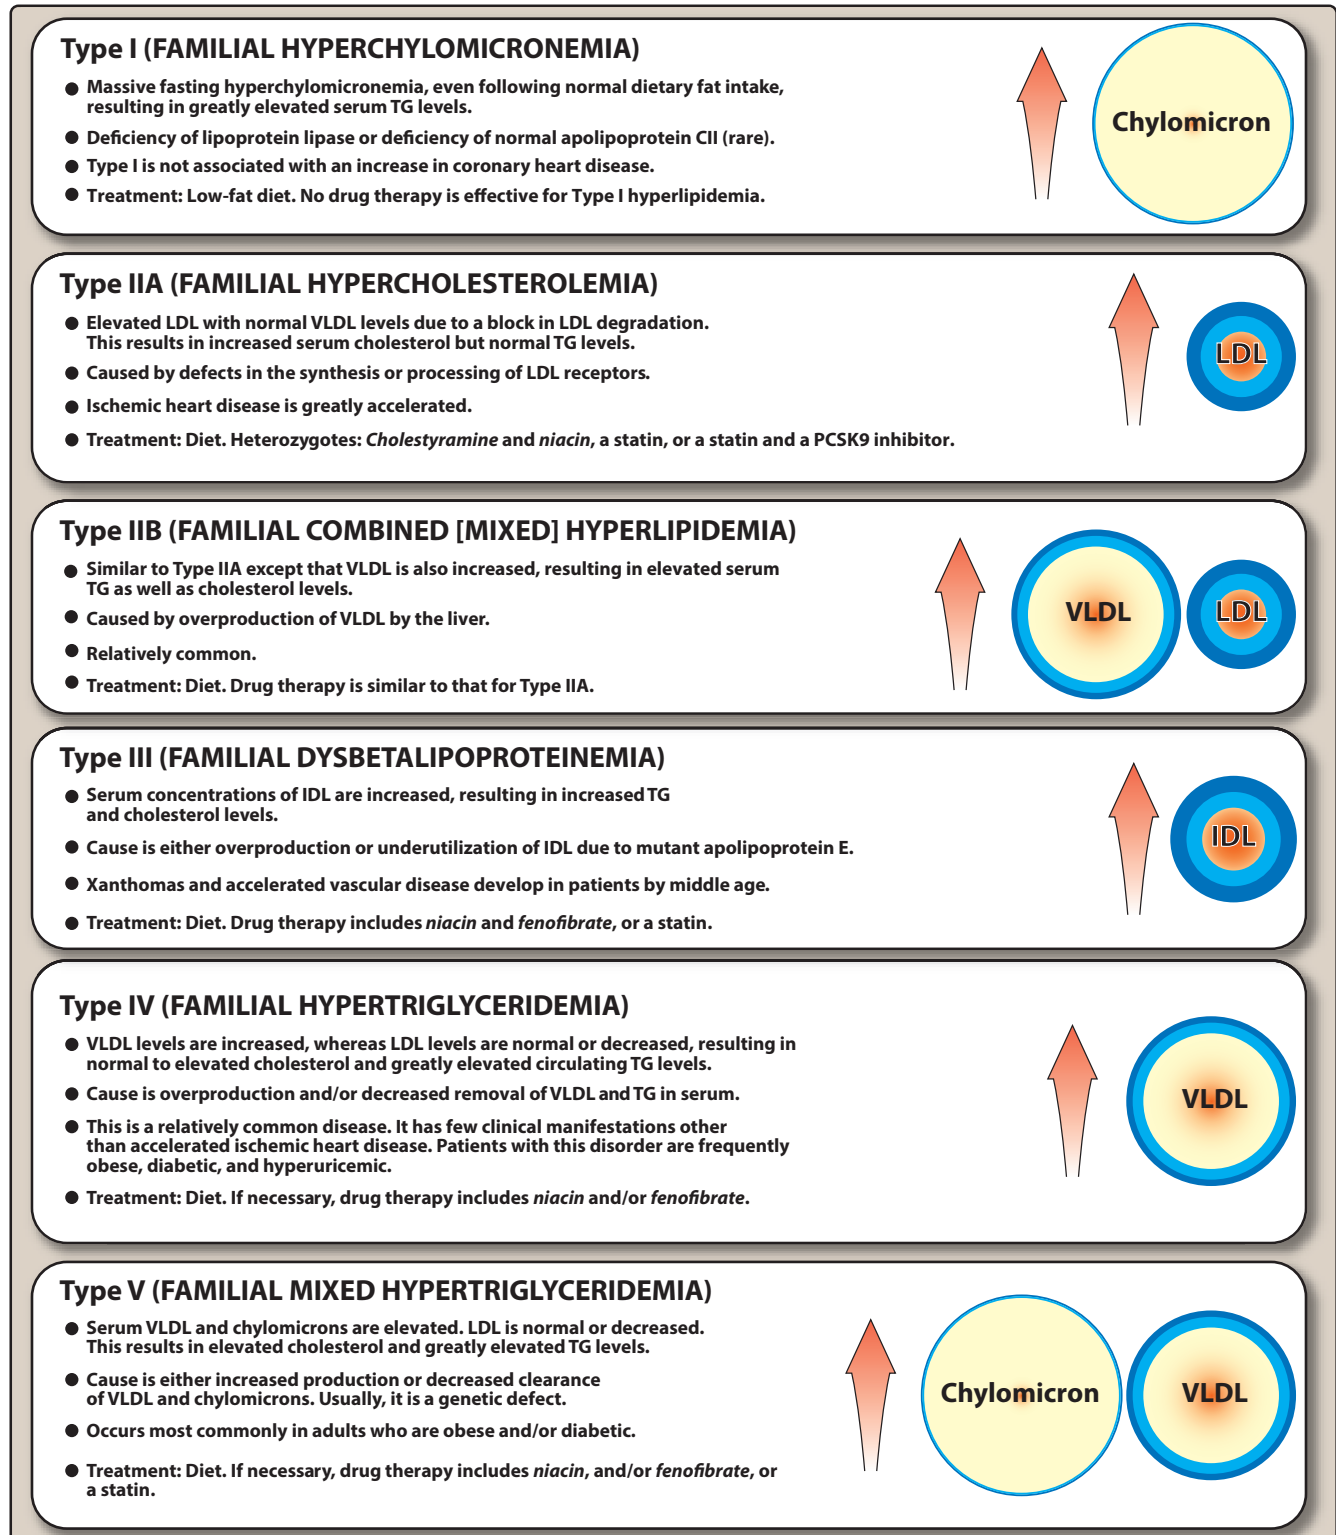 Type I (FAMILIAL HYPERCHYLOMICRONEMIA)
● Massive fasting hyperchylomicronemia, even following normal dietary fat intake,
resulting in greatly elevated serum TG levels.
● Deficiency of lipoprotein lipase or deficiency of normal apolipoprotein CII (rare).
● Type I is not associated with an increase in coronary heart disease.
● Treatment: Low-fat diet. No drug therapy is effective for Type I hyperlipidemia.
Chylomicron
Type IIA (FAMILIAL HYPERCHOLESTEROLEMIA)
● Elevated LDL with normal VLDL levels due to a block in LDL degradation.
This results in increased serum cholesterol but normal TG levels.
● Caused by defects in the synthesis or processing of LDL receptors.
● Ischemic heart disease is greatly accelerated.
● Treatment: Diet. Heterozygotes: Cholestyramine and niacin, a statin, or a statin and a PCSK9 inhibitor.
LDL
Type IIB (FAMILIAL COMBINED [MIXED] HYPERLIPIDEMIA)
● Similar to Type IIA except that VLDL is also increased, resulting in elevated serum
TG as well as cholesterol levels.
● Caused by overproduction of VLDL by the liver.
● Relatively common.
● Treatment: Diet. Drug therapy is similar to that for Type IIA.
VLDL
LDL
Type III (FAMILIAL DYSBETALIPOPROTEINEMIA)
● Serum concentrations of IDL are increased, resulting in increased TG
and cholesterol levels.
● Cause is either overproduction or underutilization of IDL due to mutant apolipoprotein E.
● Xanthomas and accelerated vascular disease develop in patients by middle age.
● Treatment: Diet. Drug therapy includes niacin and fenofibrate, or a statin.
IDL
Type IV (FAMILIAL HYPERTRIGLYCERIDEMIA)
● VLDL levels are increased, whereas LDL levels are normal or decreased, resulting in
normal to elevated cholesterol and greatly elevated circulating TG levels.
● Cause is overproduction and/or decreased removal of VLDL and TG in serum.
● This is a relatively common disease. It has few clinical manifestations other
than accelerated ischemic heart disease. Patients with this disorder are frequently
obese, diabetic, and hyperuricemic.
● Treatment: Diet. If necessary, drug therapy includes niacin and/or fenofibrate.
VLDL
Type V (FAMILIAL MIXED HYPERTRIGLYCERIDEMIA)
● Serum VLDL and chylomicrons are elevated. LDL is normal or decreased.
This results in elevated cholesterol and greatly elevated TG levels.
● Cause is either increased production or decreased clearance
of VLDL and chylomicrons. Usually, it is a genetic defect.
● Occurs most commonly in adults who are obese and/or diabetic.
● Treatment: Diet. If necessary, drug therapy includes niacin, and/or fenofibrate, or
a statin.
Chylomicron
VLDL